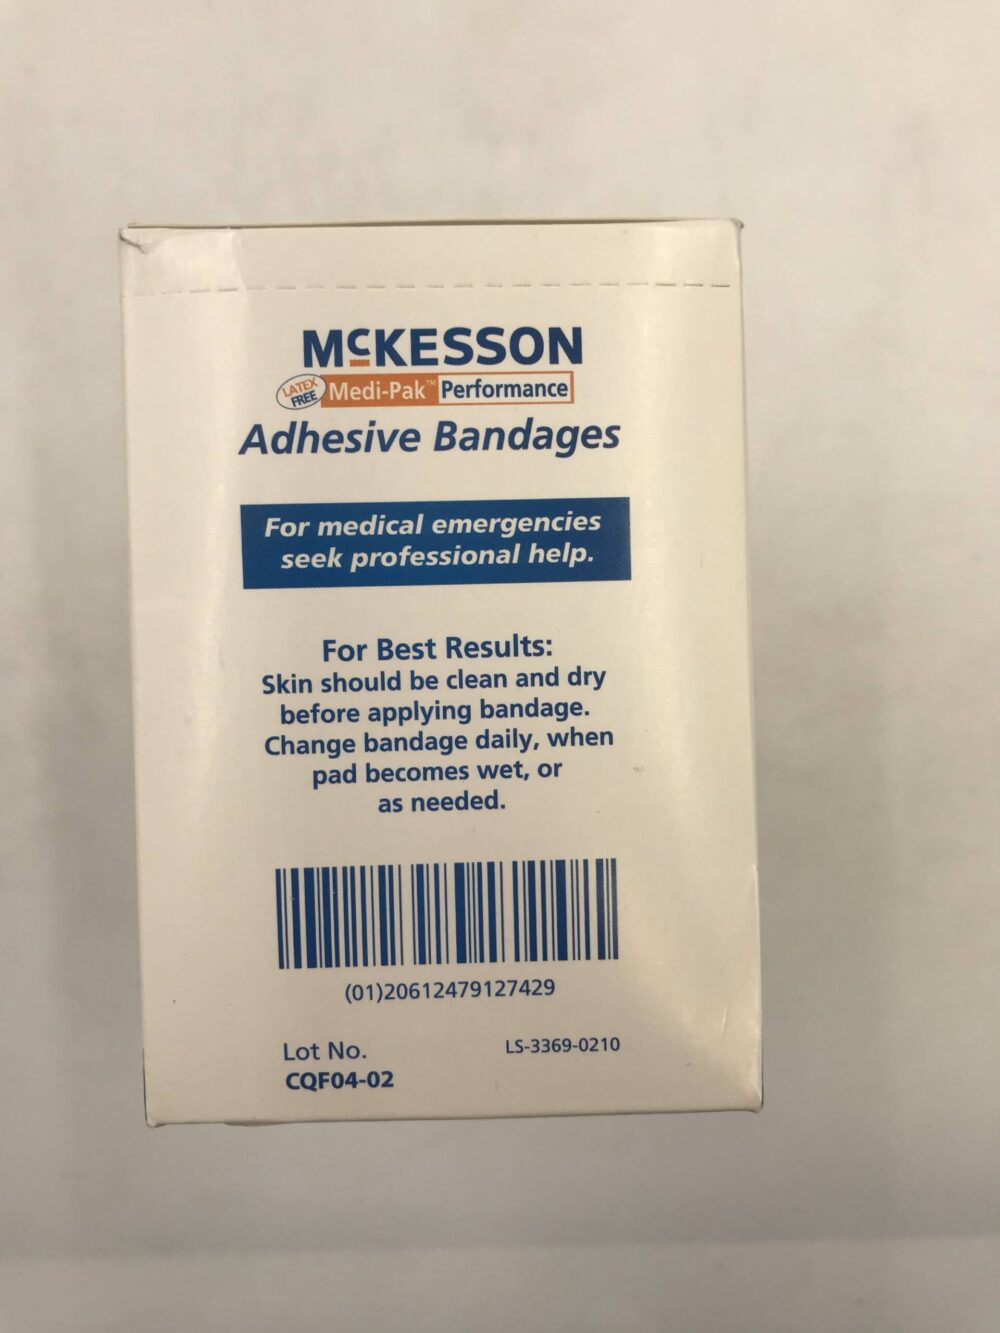 McKESSON
LATEX FREE Medi-Pak™ Performance
Adhesive Bandages
For medical emergencies
seek professional help.
For Best Results:
Skin should be clean and dry
before applying bandage.
Change bandage daily, when
pad becomes wet, or
as needed.
(01)20612479127429
Lot No. LS-3369-0210
CQF04-02